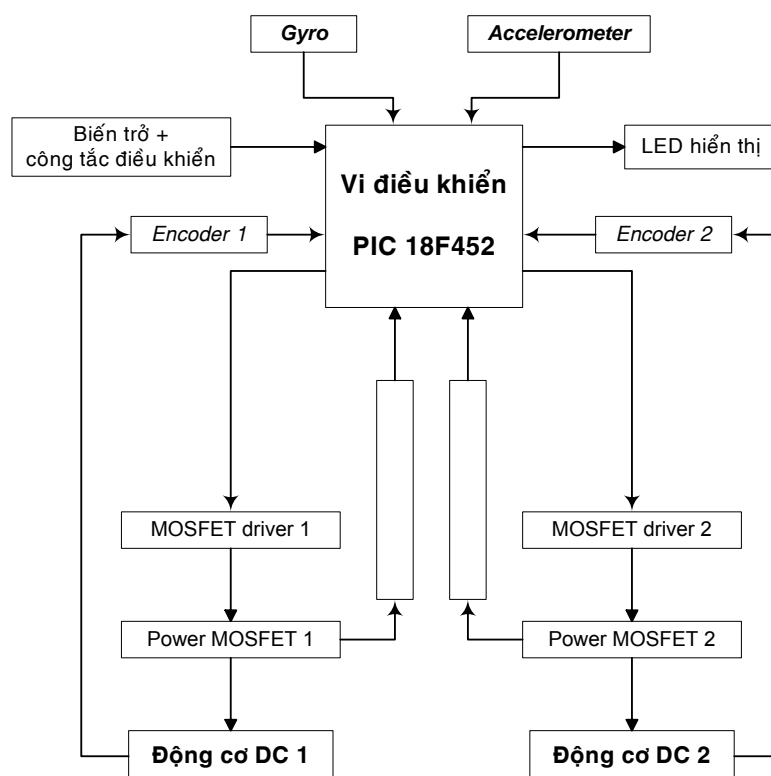 Gyro
Accelerometer
Biến trở +
công tắc điều khiển
Vi điều khiển
PIC 18F452
LED hiển thị
Encoder 1
Encoder 2
MOSFET driver 1
MOSFET driver 2
Power MOSFET 1
Power MOSFET 2
Động cơ DC 1
Động cơ DC 2